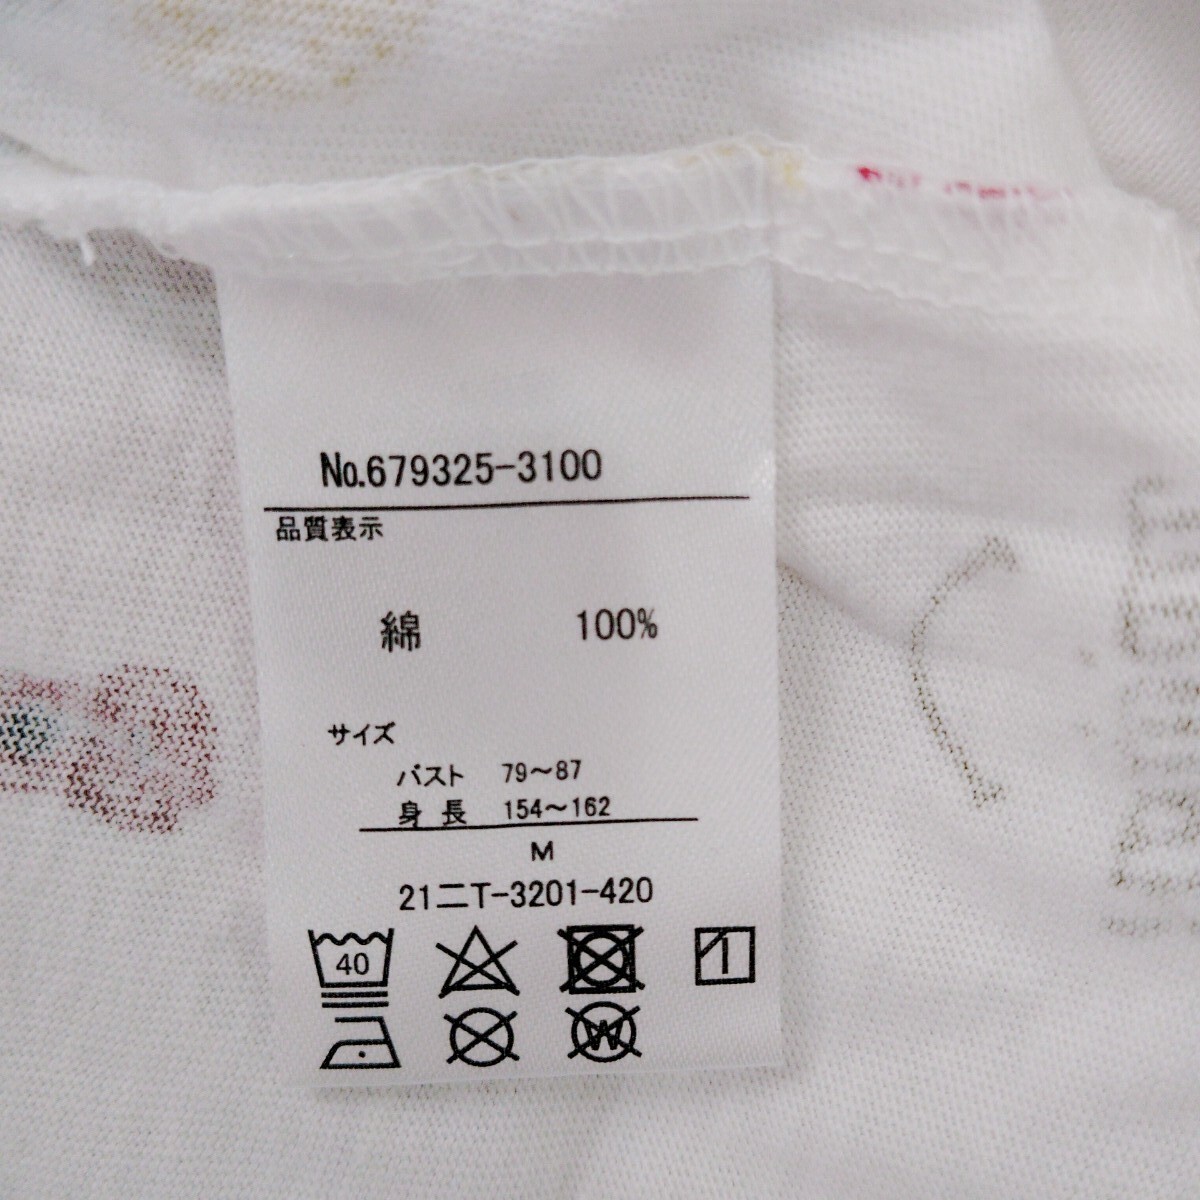 No.679325-3100
品質表示
綿 100%
サイズ
バスト 79～87
身長 154～162
M
21二T-3201-420
40
W